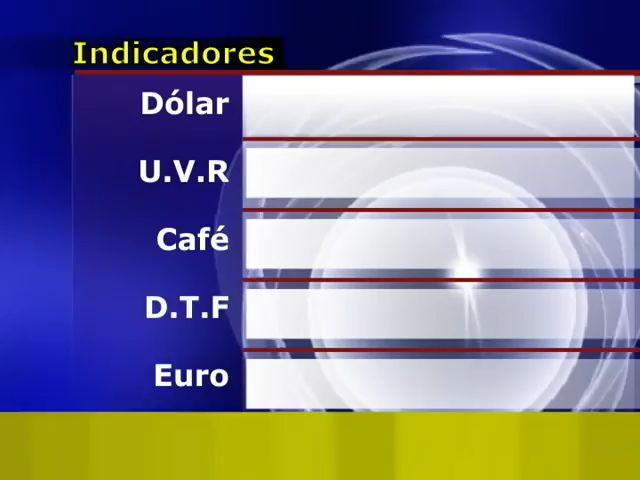 Indicadores
Dólar
U.V.R
Café
D.T.F
Euro